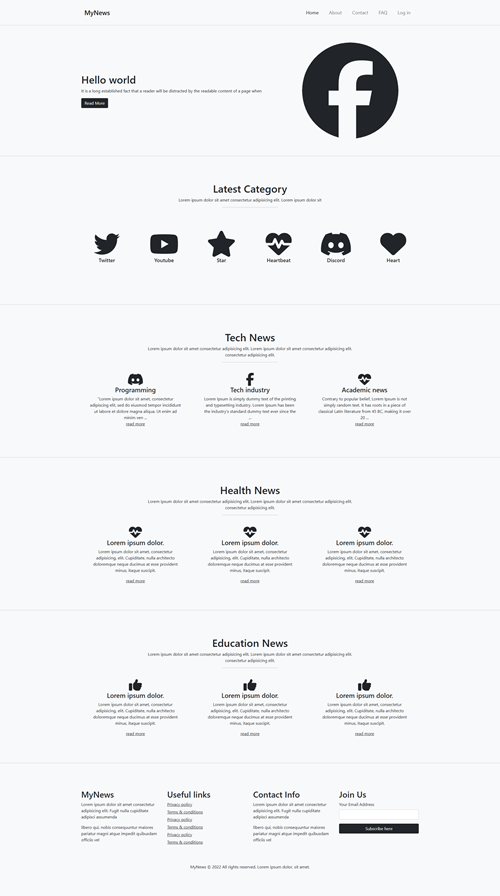 MyNews
Home About Contact FAQ Log in
Hello world
It is a long established fact that a reader will be distracted by the readable content of a page when
Read More
Latest Category
Lorem ipsum dolor sit amet consectetur adipisicing elit. Lorem ipsum dolor sit
Twitter Youtube Star Heartbeat Discord Heart
Tech News
Lorem ipsum dolor sit amet consectetur adipisicing elit. Lorem ipsum dolor sit amet consectetur
adipisicing elit.
Programming
"Lorem ipsum dolor sit amet, consectetur
adipiscing elit, sed do eiusmod tempor incididunt
ut labore et dolore magna aliqua. Ut enim ad
minim ven ...
read more
Tech industry
Lorem Ipsum is simply dummy text of the printing
and typesetting industry. Lorem Ipsum has been
the industry's standard dummy text ever since the
...
read more
Academic news
Contrary to popular belief, Lorem Ipsum is not
simply random text. It has roots in a piece of
classical Latin literature from 45 BC, making it over
20 ...
read more
Health News
Lorem ipsum dolor sit amet consectetur adipisicing elit. Lorem ipsum dolor sit amet consectetur
adipisicing elit.
Lorem ipsum dolor.
Lorem ipsum dolor sit amet, consectetur
adipisicing, elit. Cupiditate, nulla architecto
doloremque neque ducimus at esse provident
minus, itaque suscipit.
read more
Lorem ipsum dolor.
Lorem ipsum dolor sit amet, consectetur
adipisicing, elit. Cupiditate, nulla architecto
doloremque neque ducimus at esse provident
minus, itaque suscipit.
read more
Lorem ipsum dolor.
Lorem ipsum dolor sit amet, consectetur
adipisicing, elit. Cupiditate, nulla architecto
doloremque neque ducimus at esse provident
minus, itaque suscipit.
read more
Education News
Lorem ipsum dolor sit amet consectetur adipisicing elit. Lorem ipsum dolor sit amet consectetur
adipisicing elit.
Lorem ipsum dolor.
Lorem ipsum dolor sit amet, consectetur
adipisicing, elit. Cupiditate, nulla architecto
doloremque neque ducimus at esse provident
minus, itaque suscipit.
read more
Lorem ipsum dolor.
Lorem ipsum dolor sit amet, consectetur
adipisicing, elit. Cupiditate, nulla architecto
doloremque neque ducimus at esse provident
minus, itaque suscipit.
read more
Lorem ipsum dolor.
Lorem ipsum dolor sit amet, consectetur
adipisicing, elit. Cupiditate, nulla architecto
doloremque neque ducimus at esse provident
minus, itaque suscipit.
read more
MyNews
Lorem ipsum dolor sit amet consectetur
adipisicing, elit. Fugit nulla cumque
adipisci assumenda
libero qui, nobis consequuntur maiores
pariatur magni atque impedit quibusdam
officiis vel
Useful links
Privacy policy
Terms & conditions
Privacy policy
Terms & conditions
Privacy policy
Terms & conditions
Contact Info
Lorem ipsum dolor sit amet consectetur
adipisicing, elit. Fugit nulla cumque
adipisci assumenda
libero qui, nobis consequuntur maiores
pariatur magni atque impedit quibusdam
officiis vel
Join Us
Your Email Address
Subscribe Now
MyNews © 2022 All rights reserved. Lorem ipsum dolor, sit amet.